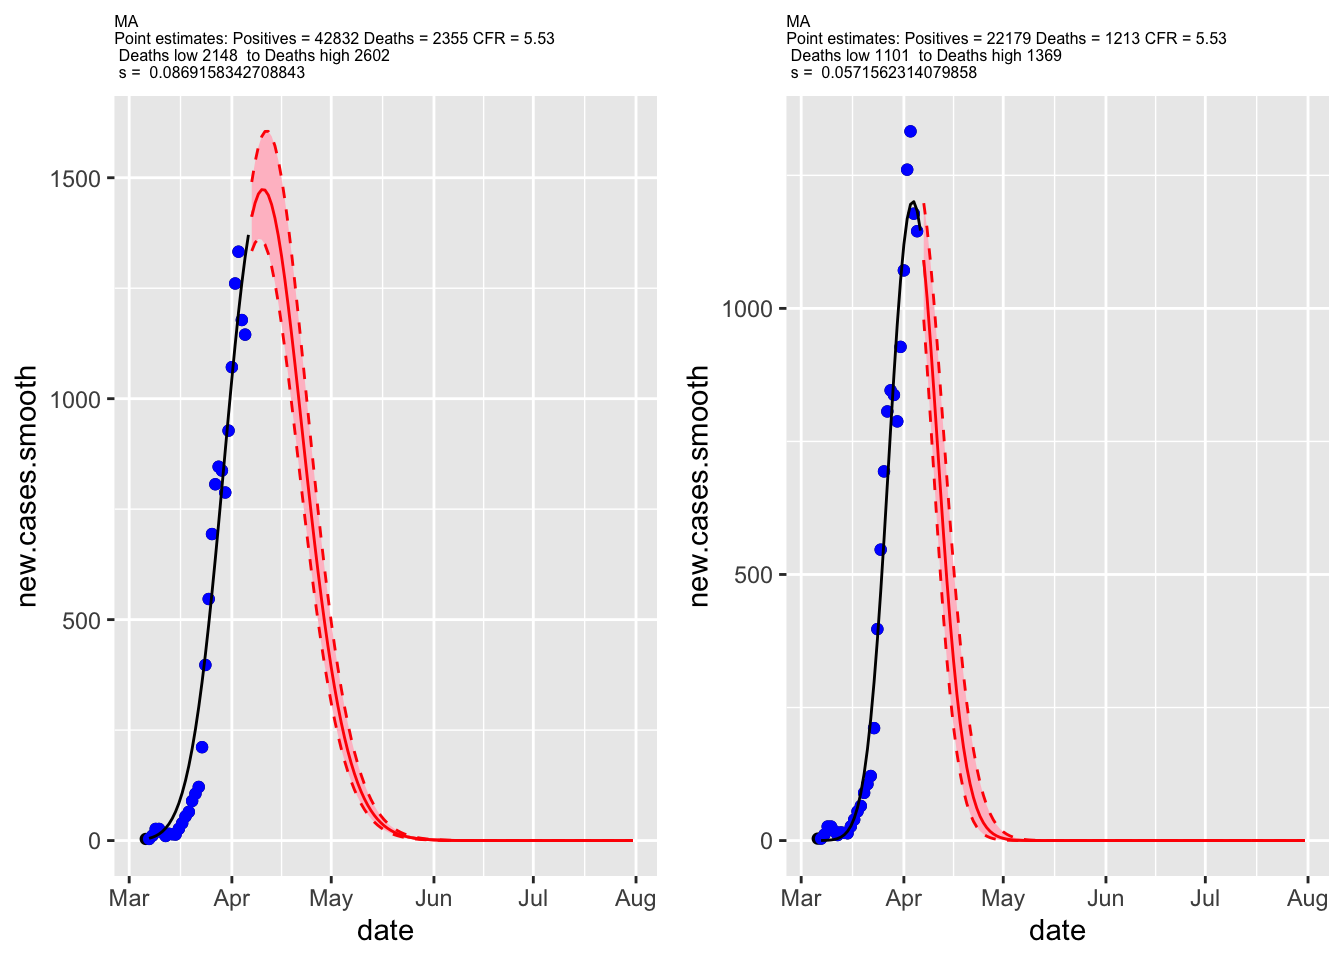 MA
Point estimates: Positives = 42832 Deaths = 2355 CFR = 5.53
Deaths low 2148  to Deaths high 2602
s =  0.0869158342708843
1500
1000
500
0
new.cases.smooth
Mar Apr May Jun Jul Aug
date
MA
Point estimates: Positives = 22179 Deaths = 1213 CFR = 5.53
Deaths low 1101  to Deaths high 1369
s =  0.0571562314079858
1000
500
0
new.cases.smooth
Mar Apr May Jun Jul Aug
date